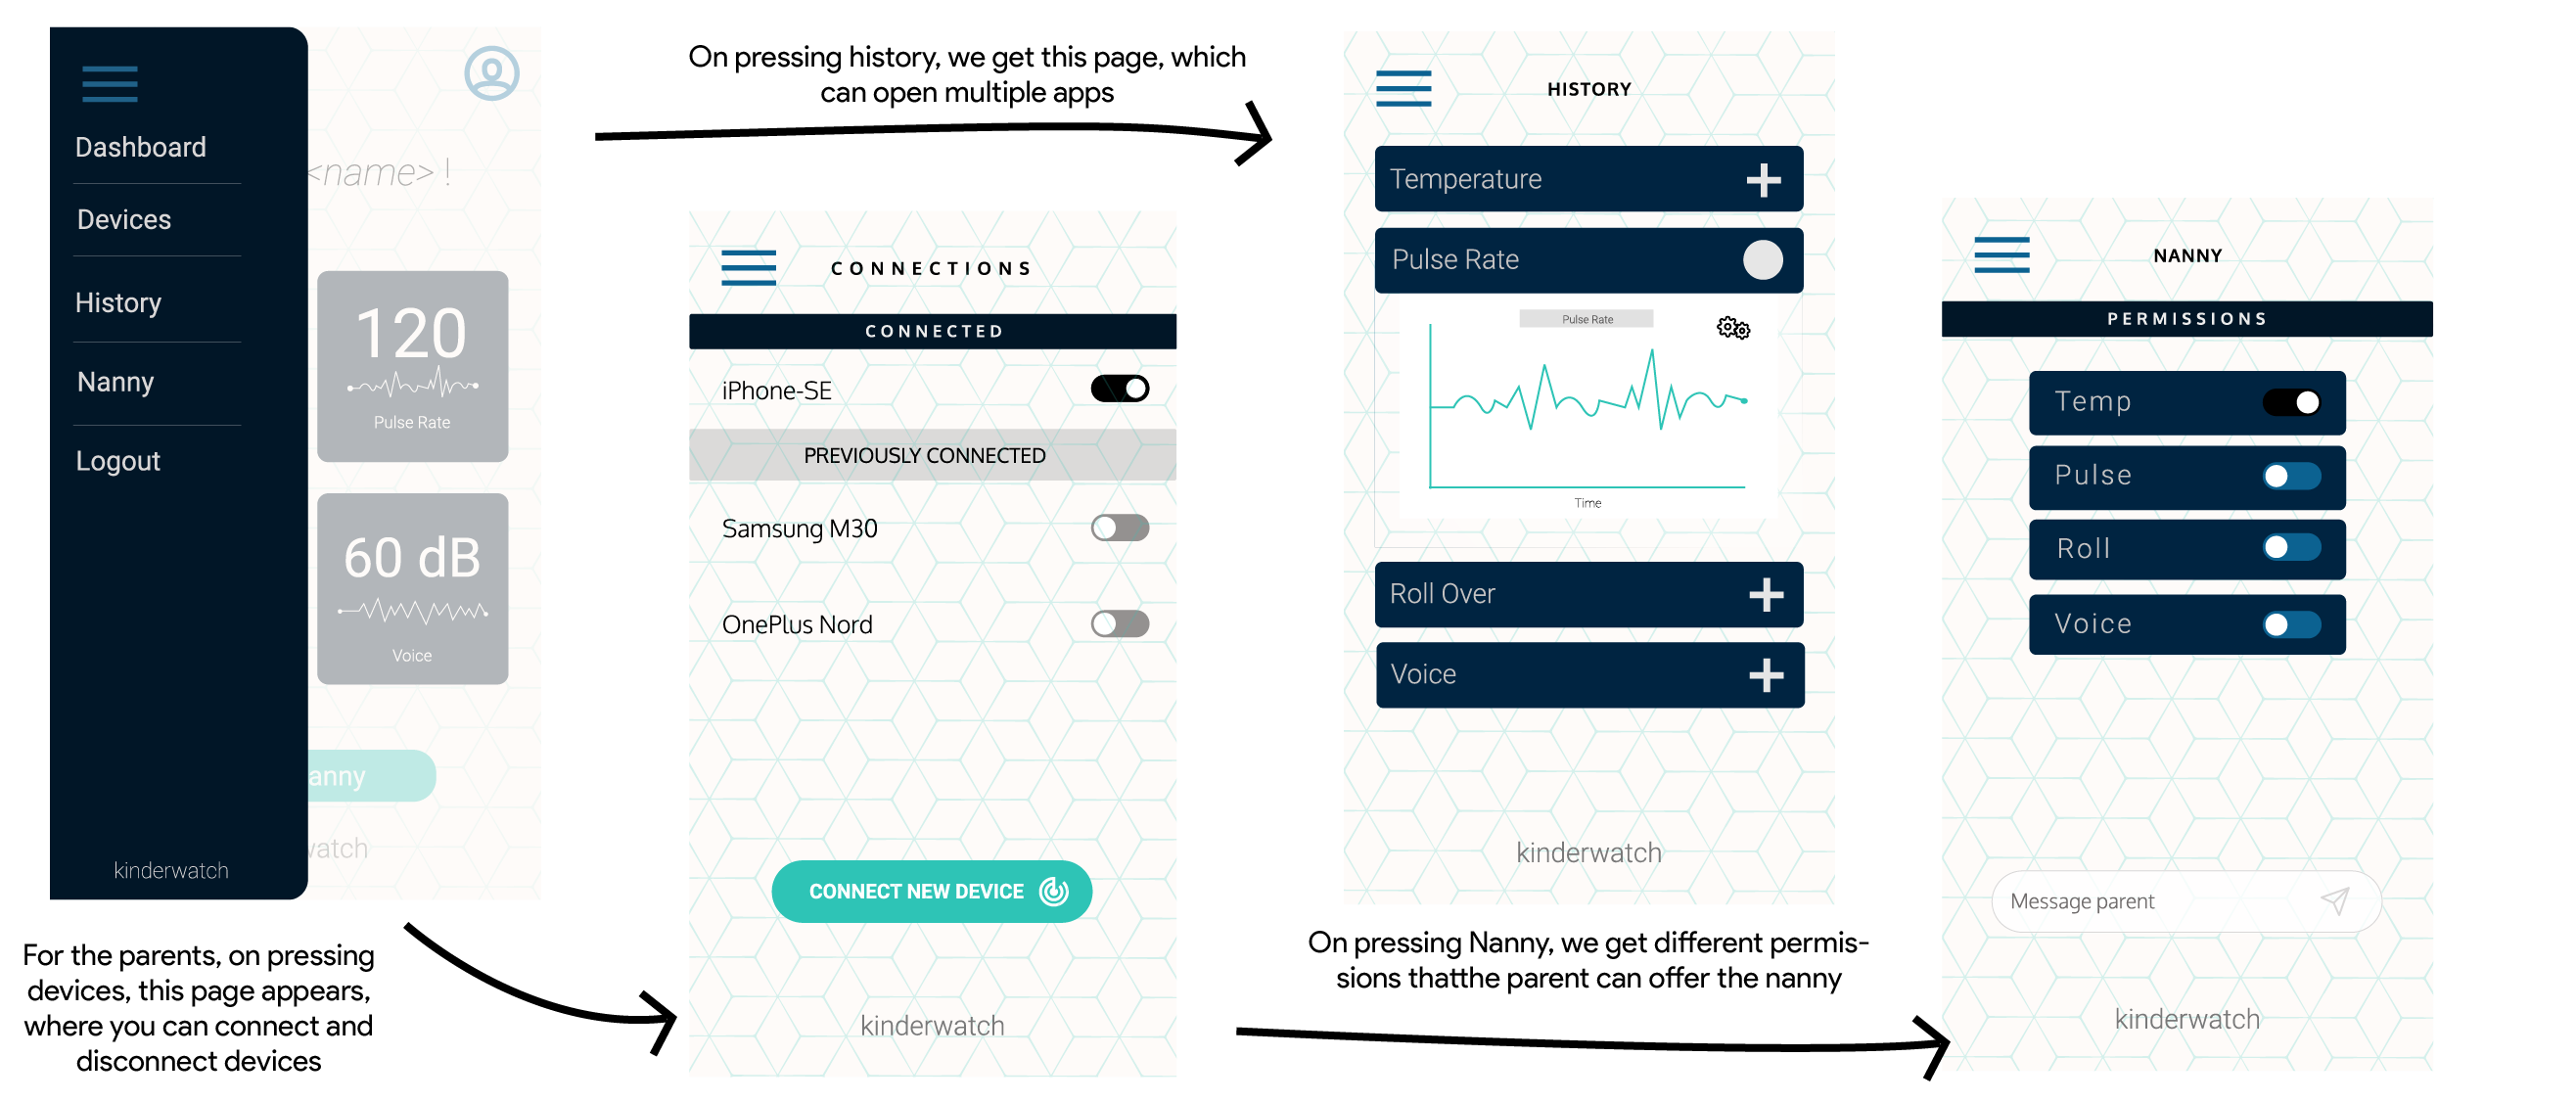 Dashboard
Devices
History
Nanny
Logout
kinderwatch
<name> !
120
Pulse Rate
60 dB
Voice
anny
watch
For the parents, on pressing
devices, this page appears,
where you can connect and
disconnect devices
On pressing history, we get this page, which
can open multiple apps
CONNECTIONS
CONNECTED
iPhone-SE
PREVIOUSLY CONNECTED
Samsung M30
OnePlus Nord
CONNECT NEW DEVICE
kinderwatch
HISTORY
Temperature
Pulse Rate
Pulse Rate
Time
Roll Over
Voice
kinderwatch
On pressing Nanny, we get different permis-
sions thatthe parent can offer the nanny
NANNY
PERMISSIONS
Temp
Pulse
Roll
Voice
Message parent
kinderwatch